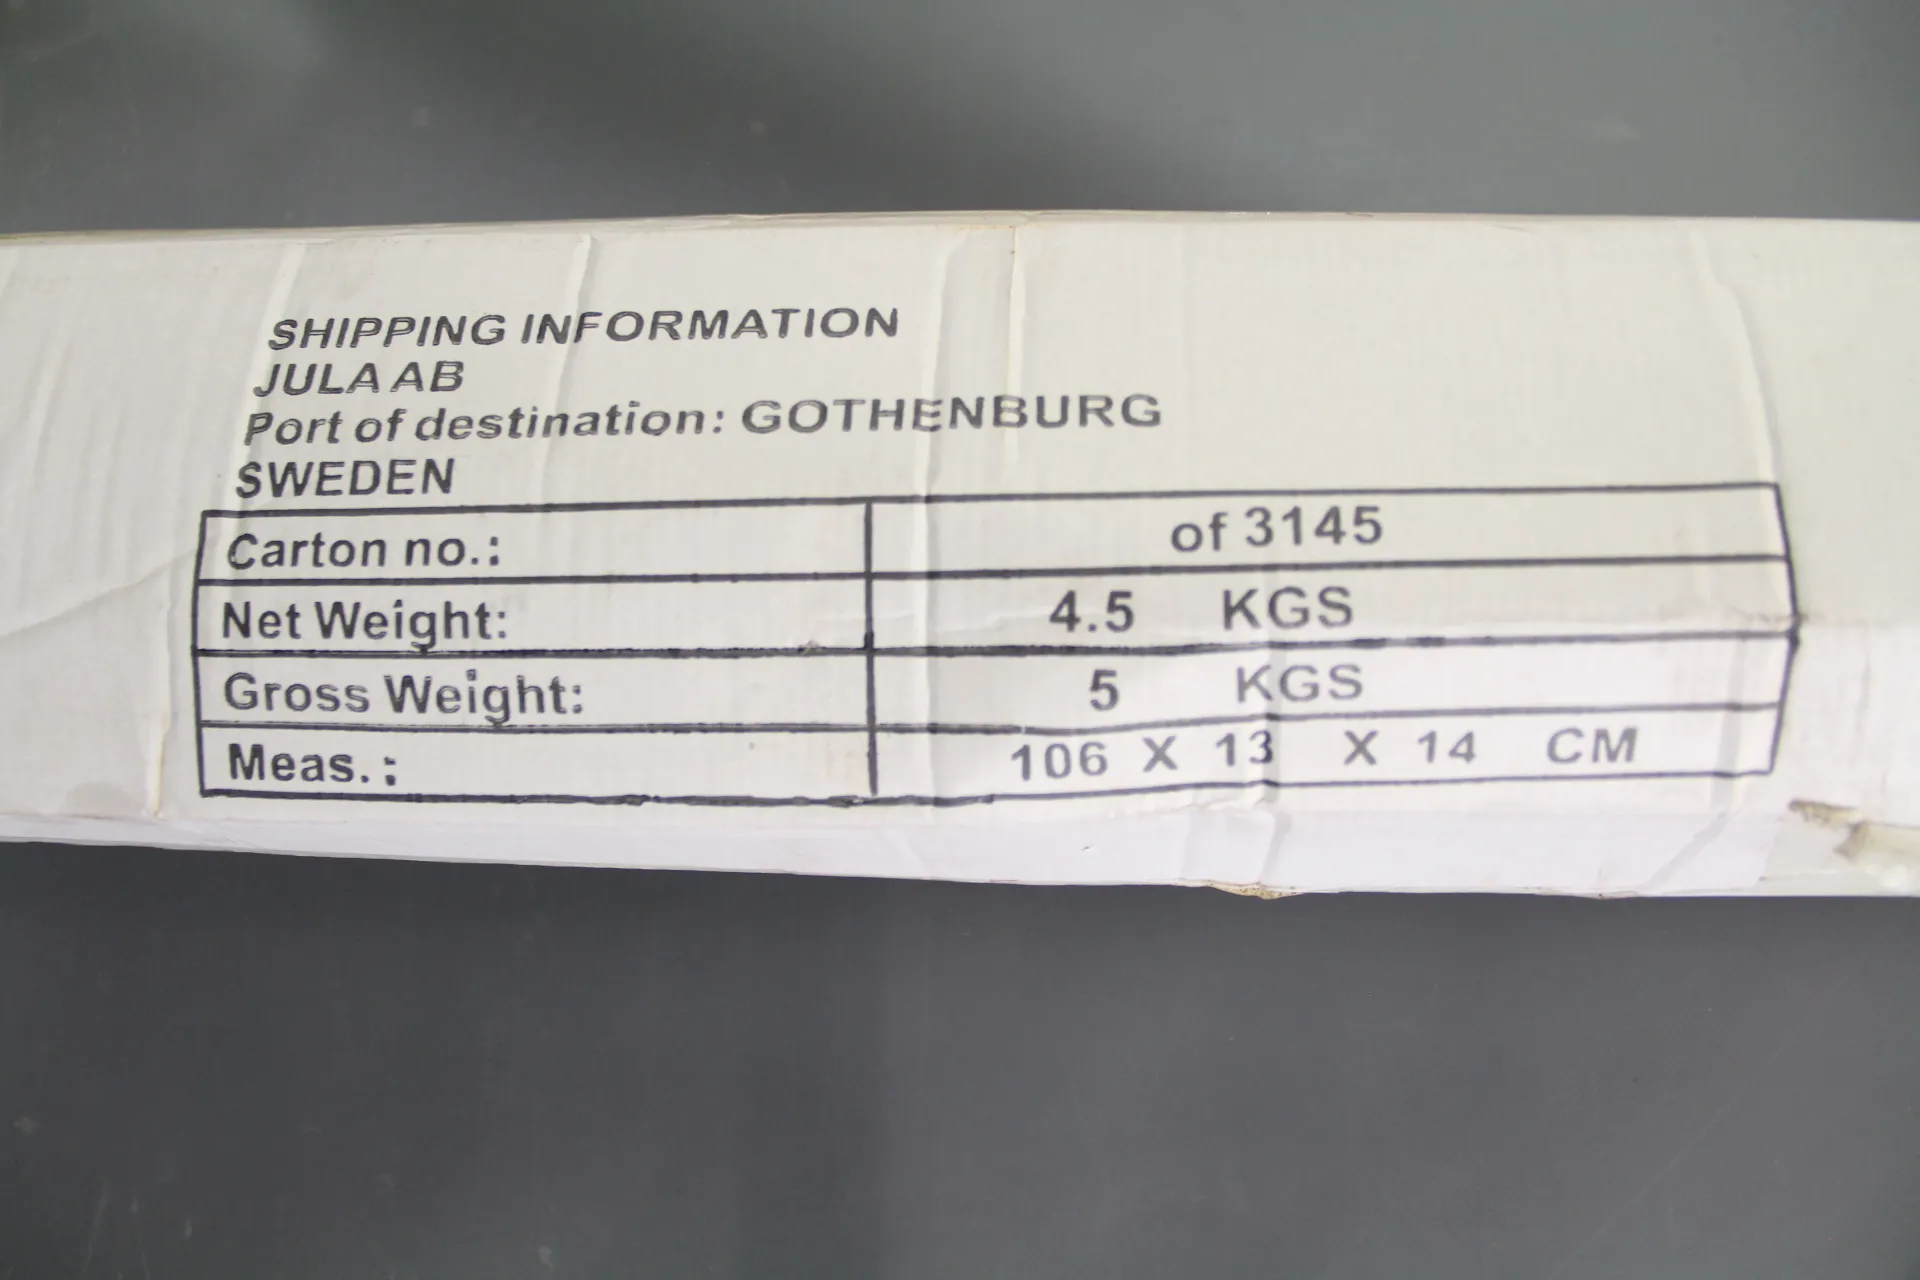 SHIPPING INFORMATION
JULA AB
Port of destination: GOTHENBURG
SWEDEN
Carton no.: of 3145
Net Weight: 4.5 KGS
Gross Weight: 5 KGS
Meas.: 106 X 13 X 14 CM